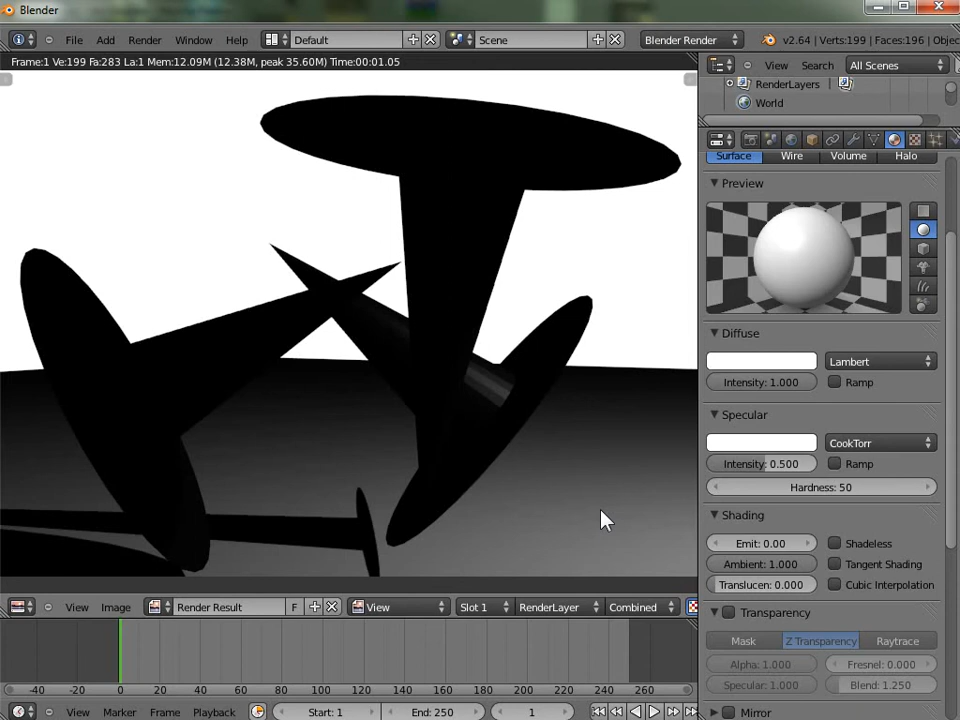 Blender
File Add Render Window Help Default Scene Blender Render v2.64 | Verts:199 | Faces:196 | Objec
Frame:1 Ve:199 Fa:283 La:1 Mem:12.09M (12.38M, peak 35.60M) Time:00:01.05
View Search All Scenes
RenderLayers
World
Surface Wire Volume Halo
Preview
Diffuse
Lambert
Intensity: 1.000 Ramp
Specular
CookTorr
Intensity: 0.500 Ramp
Hardness: 50
Shading
Emit: 0.00 Shadeless
Ambient: 1.000 Tangent Shading
Translucen: 0.000 Cubic Interpolation
Transparency
Mask Z Transparency Raytrace
Alpha: 1.000 Fresnel: 0.000
Specular: 1.000 Blend: 1.250
Mirror
View Image Render Result F View Slot 1 RenderLayer Combined
-40 -20 0 20 40 60 80 100 120 140 160 180 200 220 240 260
View Marker Frame Playback Start: 1 End: 250 1